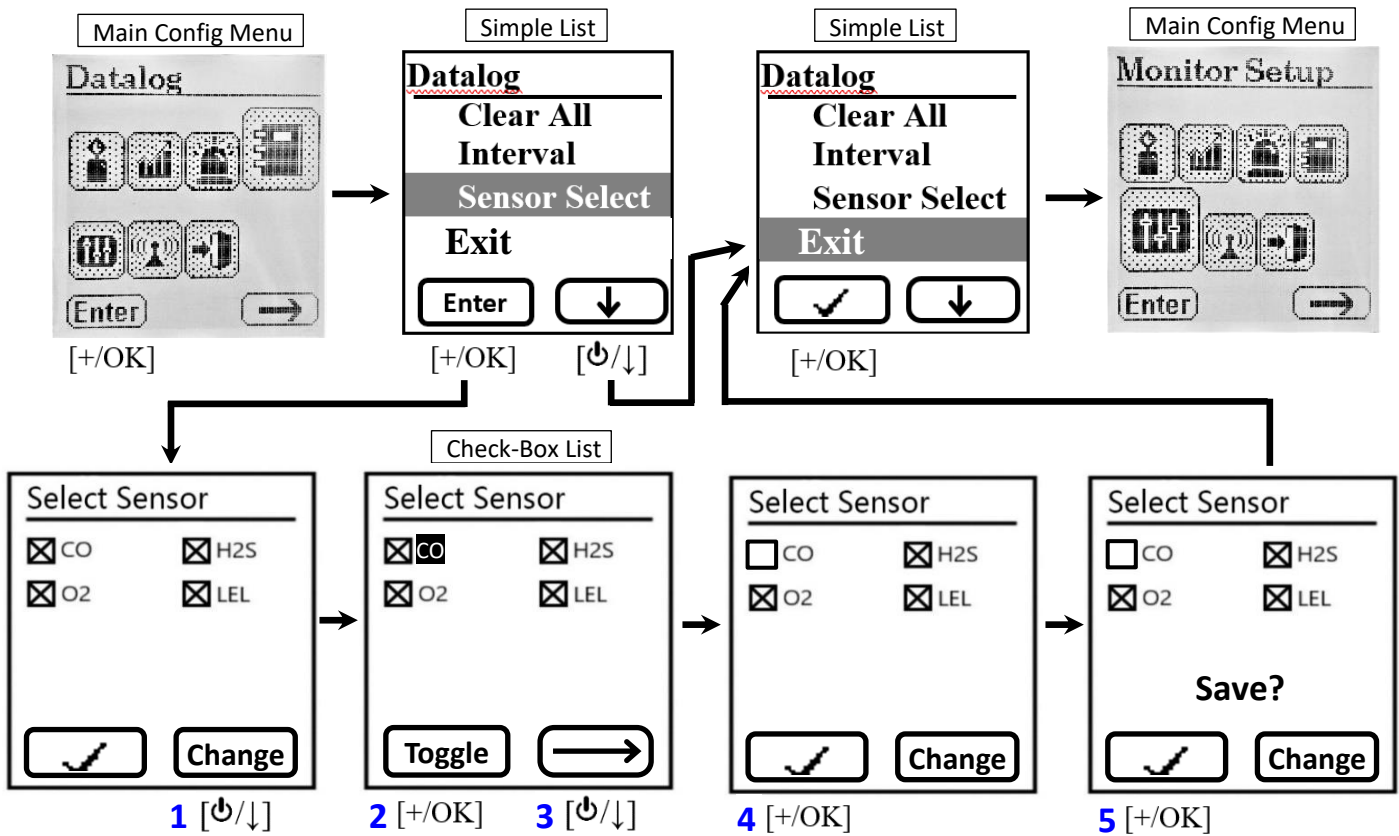 Main Config Menu
Simple List
Simple List
Main Config Menu
Datalog
Enter
[+/OK]
Datalog
Clear All
Interval
Sensor Select
Exit
Enter ↓
[+/OK] [⏻/↓]
Datalog
Clear All
Interval
Sensor Select
Exit
✓ ↓
[+/OK]
Monitor Setup
Enter
Check-Box List
Select Sensor
☒ CO ☒ H2S
☒ O2 ☒ LEL
✓ Change
1 [⏻/↓]
Select Sensor
☒ CO ☒ H2S
☒ O2 ☒ LEL
Toggle →
2 [+/OK] 3 [⏻/↓]
Select Sensor
☐ CO ☒ H2S
☒ O2 ☒ LEL
✓ Change
4 [+/OK]
Select Sensor
☐ CO ☒ H2S
☒ O2 ☒ LEL
Save?
✓ Change
5 [+/OK]